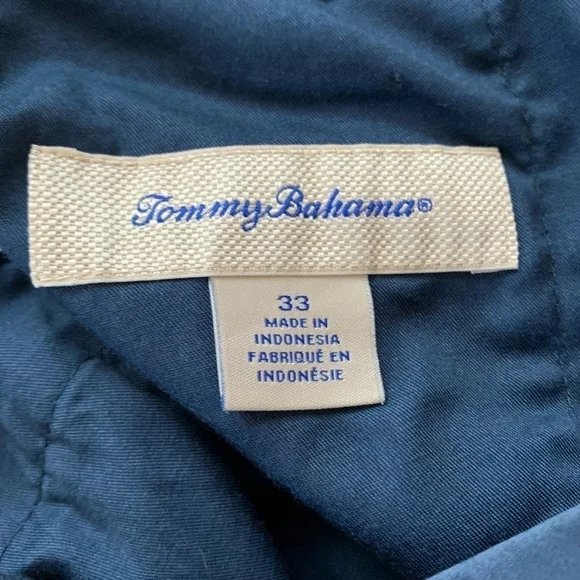 Tommy Bahama®
33
MADE IN
INDONESIA
FABRIQUÉ EN
INDONÉSIE